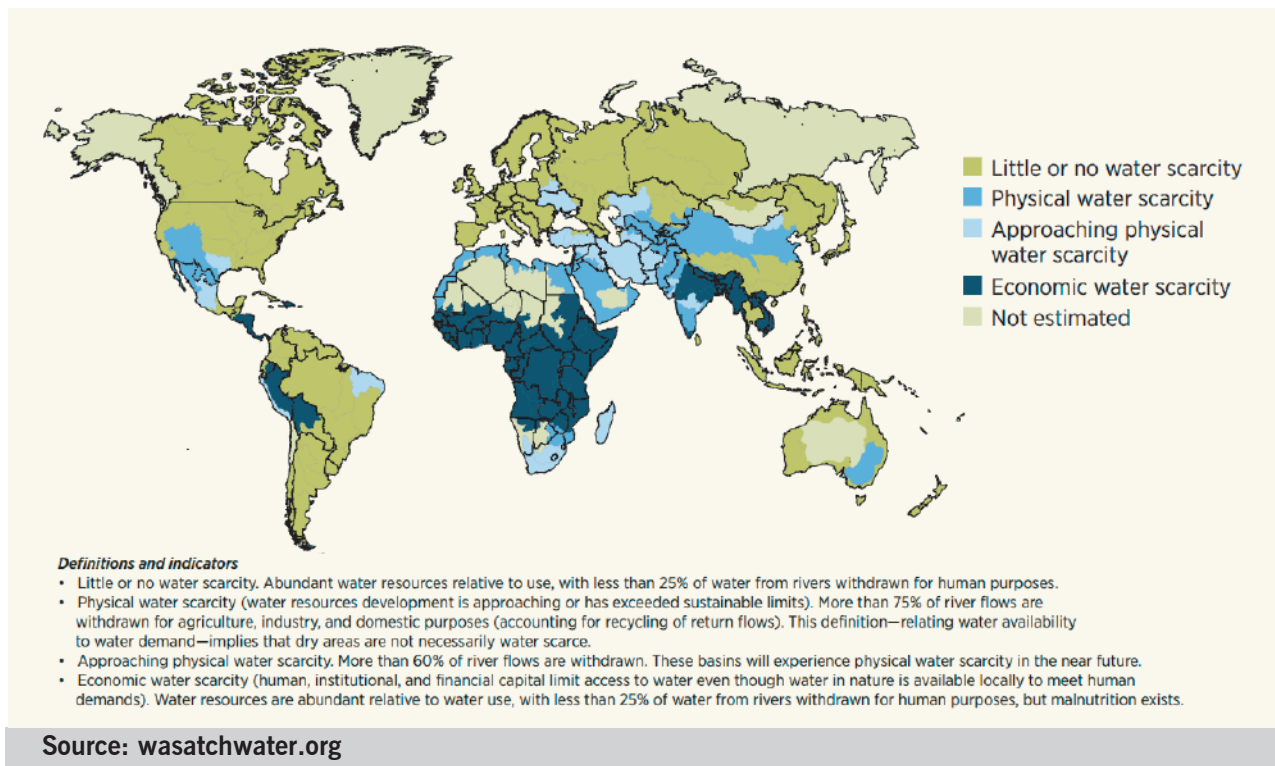 Little or no water scarcity
Physical water scarcity
Approaching physical
water scarcity
Economic water scarcity
Not estimated
Definitions and indicators
• Little or no water scarcity. Abundant water resources relative to use, with less than 25% of water from rivers withdrawn for human purposes.
• Physical water scarcity (water resources development is approaching or has exceeded sustainable limits). More than 75% of river flows are
withdrawn for agriculture, industry, and domestic purposes (accounting for recycling of return flows). This definition—relating water availability
to water demand—implies that dry areas are not necessarily water scarce.
• Approaching physical water scarcity. More than 60% of river flows are withdrawn. These basins will experience physical water scarcity in the near future.
• Economic water scarcity (human, institutional, and financial capital limit access to water even though water in nature is available locally to meet human
demands). Water resources are abundant relative to water use, with less than 25% of water from rivers withdrawn for human purposes, but malnutrition exists.
Source: wasatchwater.org